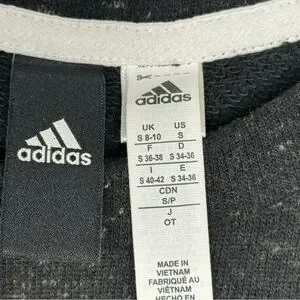 adidas
adidas
UK US
S 8-10 S
F D
S 36-38 S 34-36
I E
S 40-42 S 34-36
CDN
S/P
J
OT
MADE IN
VIETNAM
FABRIQUÉ AU
VIÊTNAM
HECHO EN